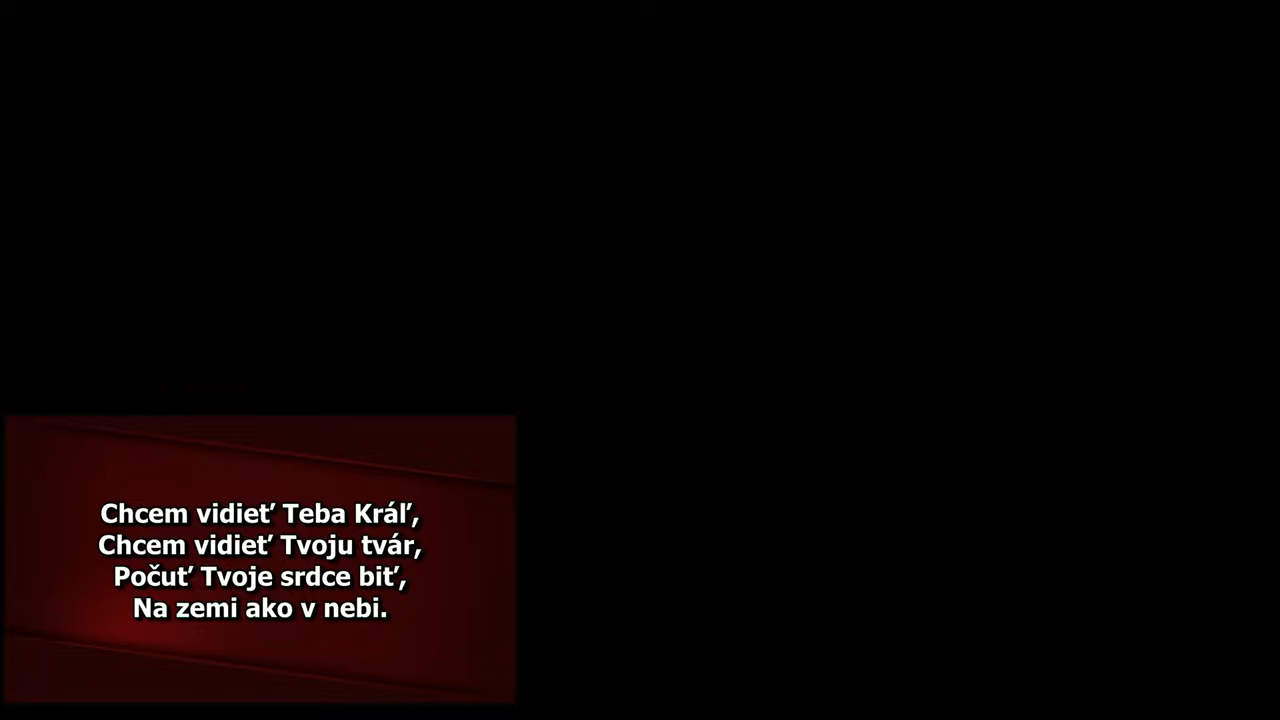 Chcem vidieť Teba Kráľ,
Chcem vidieť Tvoju tvár,
Počuť Tvoje srdce biť,
Na zemi ako v nebi.